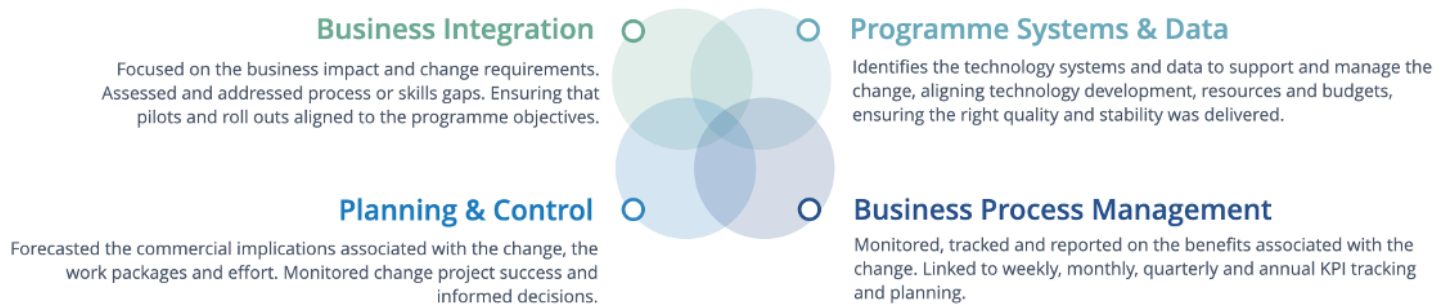 Business Integration
Focused on the business impact and change requirements.
Assessed and addressed process or skills gaps. Ensuring that
pilots and roll outs aligned to the programme objectives.
Programme Systems & Data
Identifies the technology systems and data to support and manage the
change, aligning technology development, resources and budgets,
ensuring the right quality and stability was delivered.
Planning & Control
Forecasted the commercial implications associated with the change, the
work packages and effort. Monitored change project success and
informed decisions.
Business Process Management
Monitored, tracked and reported on the benefits associated with the
change. Linked to weekly, monthly, quarterly and annual KPI tracking
and planning.